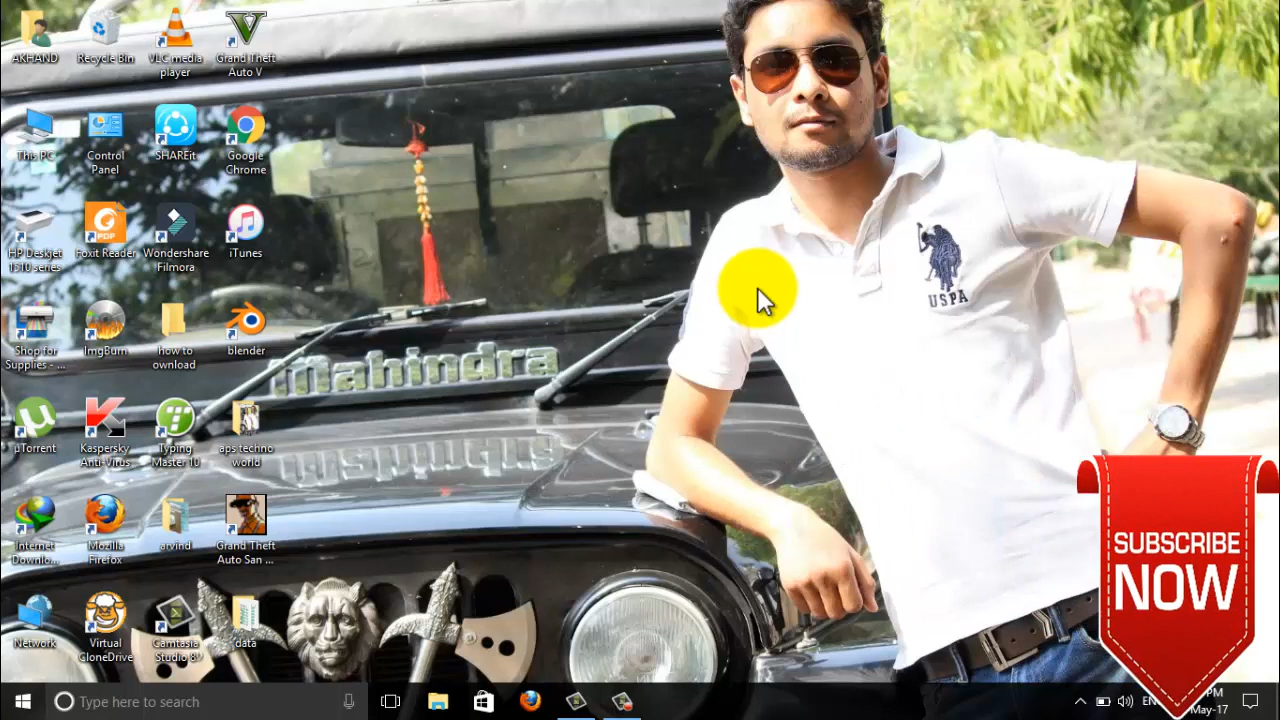 AKHAND
Recycle Bin
VLC media
player
Grand Theft
Auto V
This PC
Control
Panel
SHAREit
Google
Chrome
HP Deskjet
1510 series
Foxit Reader
PDF
Wondershare
Filmora
iTunes
Shop for
Supplies - ...
ImgBurn
how to
ownload
blender
µTorrent
Kaspersky
Anti-Virus
Typing
Master 10
aps techno
world
Internet
Downlo...
Mozilla
Firefox
arvind
Grand Theft
Auto San ...
Network
Virtual
CloneDrive
Camtasia
Studio 8
data
Mahindra
USPA
SUBSCRIBE
NOW
Type here to search
EN
PM
May-17